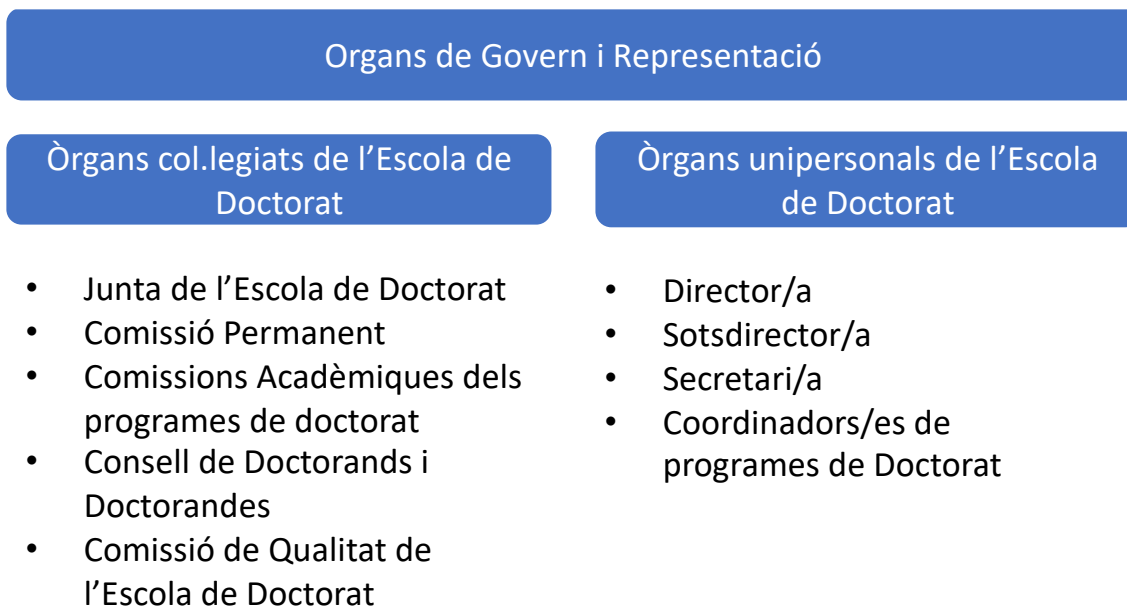 Organs de Govern i Representació
Òrgans col.legiats de l’Escola de
Doctorat
• Junta de l’Escola de Doctorat
• Comissió Permanent
• Comissions Acadèmiques dels
programes de doctorat
• Consell de Doctorands i
Doctorandes
• Comissió de Qualitat de
l’Escola de Doctorat
Òrgans unipersonals de l’Escola
de Doctorat
• Director/a
• Sotsdirector/a
• Secretari/a
• Coordinadors/es de
programes de Doctorat